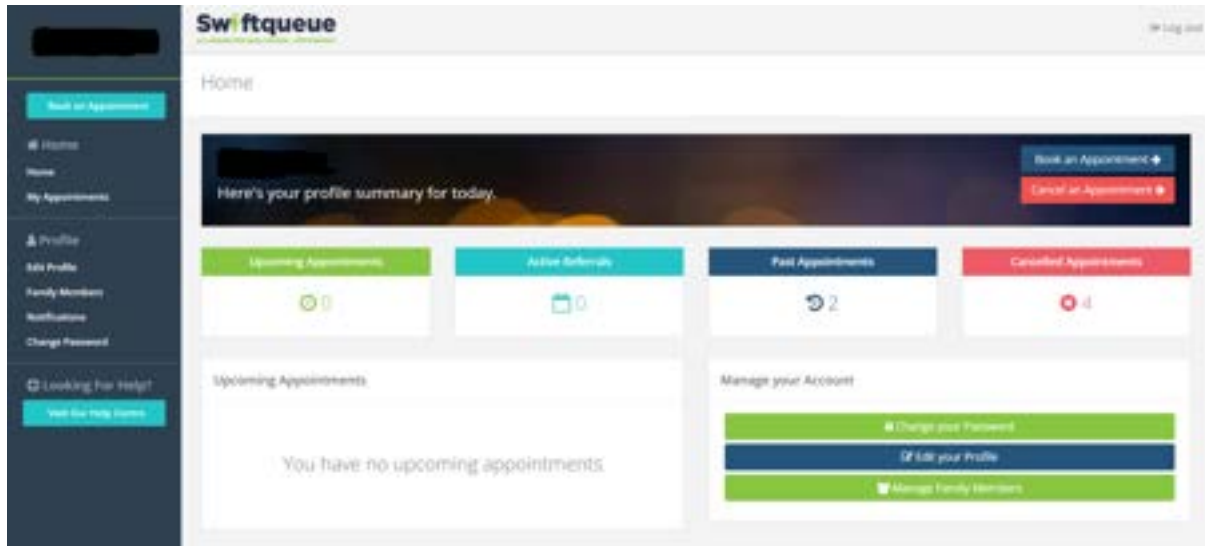 Swiftqueue
Log out
Home
Book an Appointment
Home
Home
My Appointments
Profile
Edit Profile
Family Members
Notifications
Change Password
Looking For Help?
Visit Our Help Centre
Here's your profile summary for today.
Book an Appointment
Cancel an Appointment
Upcoming Appointments
0
Active Referrals
0
Past Appointments
2
Cancelled Appointments
4
Upcoming Appointments
You have no upcoming appointments
Manage your Account
Change your Password
Edit your Profile
Manage Family Members